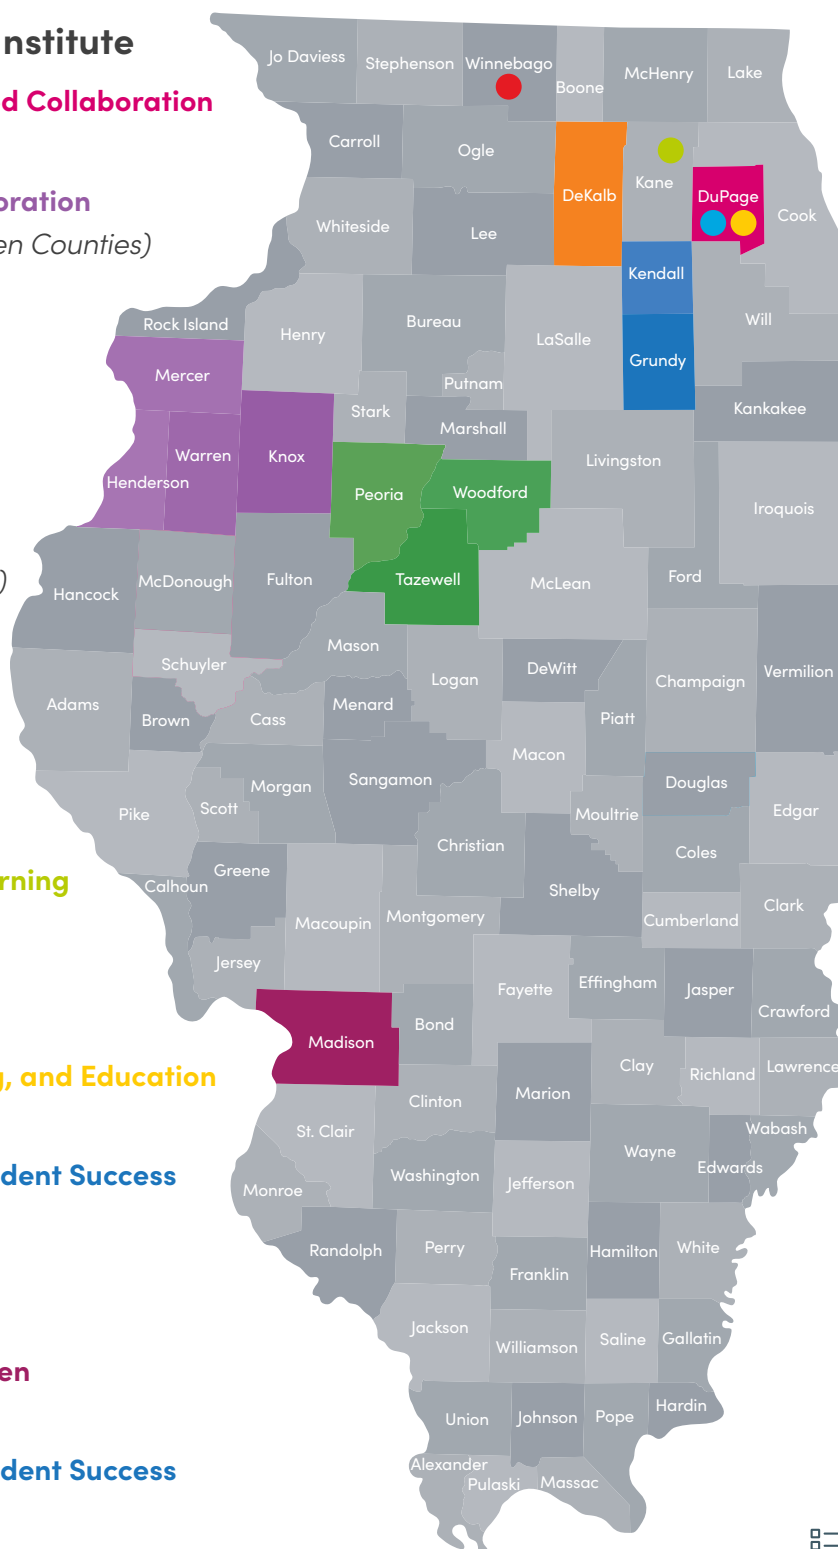 nstitute
d Collaboration
oration
en Counties)
)
rning
g, and Education
dent Success
en
dent Success
Jo Daviess
Stephenson
Winnebago
Boone
McHenry
Lake
Carroll
Ogle
DeKalb
Kane
DuPage
Cook
Whiteside
Lee
Kendall
Rock Island
Henry
Bureau
LaSalle
Will
Grundy
Mercer
Putnam
Stark
Kankakee
Marshall
Warren
Knox
Livingston
Henderson
Peoria
Woodford
Iroquois
Hancock
McDonough
Fulton
Tazewell
McLean
Ford
Mason
Schuyler
Logan
DeWitt
Champaign
Vermilion
Adams
Brown
Cass
Menard
Piatt
Macon
Pike
Scott
Morgan
Sangamon
Douglas
Moultrie
Edgar
Christian
Coles
Calhoun
Greene
Shelby
Macoupin
Montgomery
Cumberland
Clark
Jersey
Fayette
Effingham
Jasper
Crawford
Madison
Bond
Clay
Richland
Lawrence
Marion
Clinton
St. Clair
Wabash
Wayne
Edwards
Washington
Jefferson
Monroe
Randolph
Perry
Hamilton
White
Franklin
Jackson
Williamson
Saline
Gallatin
Union
Johnson
Pope
Hardin
Alexander
Pulaski
Massac